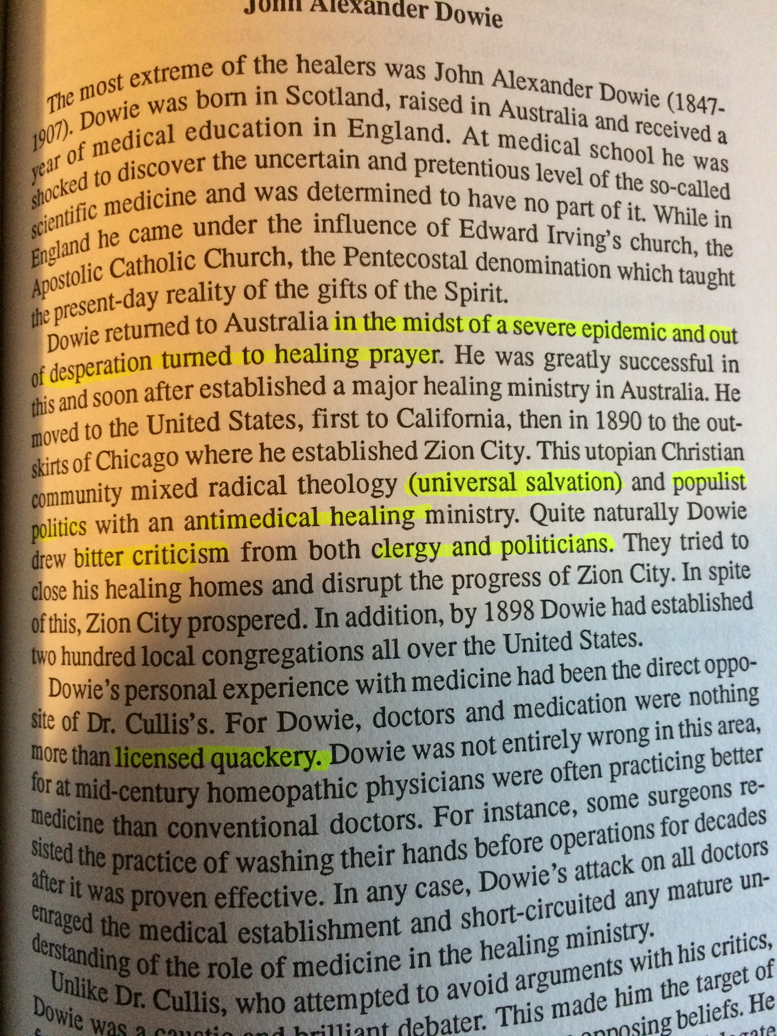 John Alexander Dowie
The most extreme of the healers was John Alexander Dowie (1847-
1907). Dowie was born in Scotland, raised in Australia and received a
year of medical education in England. At medical school he was
shocked to discover the uncertain and pretentious level of the so-called
scientific medicine and was determined to have no part of it. While in
England he came under the influence of Edward Irving's church, the
Apostolic Catholic Church, the Pentecostal denomination which taught
the present-day reality of the gifts of the Spirit.
Dowie returned to Australia in the midst of a severe epidemic and out
of desperation turned to healing prayer. He was greatly successful in
this and soon after established a major healing ministry in Australia. He
moved to the United States, first to California, then in 1890 to the out-
skirts of Chicago where he established Zion City. This utopian Christian
community mixed radical theology (universal salvation) and populist
politics with an antimedical healing ministry. Quite naturally Dowie
drew bitter criticism from both clergy and politicians. They tried to
close his healing homes and disrupt the progress of Zion City. In spite
of this, Zion City prospered. In addition, by 1898 Dowie had established
two hundred local congregations all over the United States.
Dowie's personal experience with medicine had been the direct oppo-
site of Dr. Cullis's. For Dowie, doctors and medication were nothing
more than licensed quackery. Dowie was not entirely wrong in this area,
for at mid-century homeopathic physicians were often practicing better
medicine than conventional doctors. For instance, some surgeons re-
sisted the practice of washing their hands before operations for decades
after it was proven effective. In any case, Dowie's attack on all doctors
enraged the medical establishment and short-circuited any mature un-
derstanding of the role of medicine in the healing ministry.
Unlike Dr. Cullis, who attempted to avoid arguments with his critics,
Dowie was a caustic and brilliant debater. This made him the target of
opposing beliefs. He